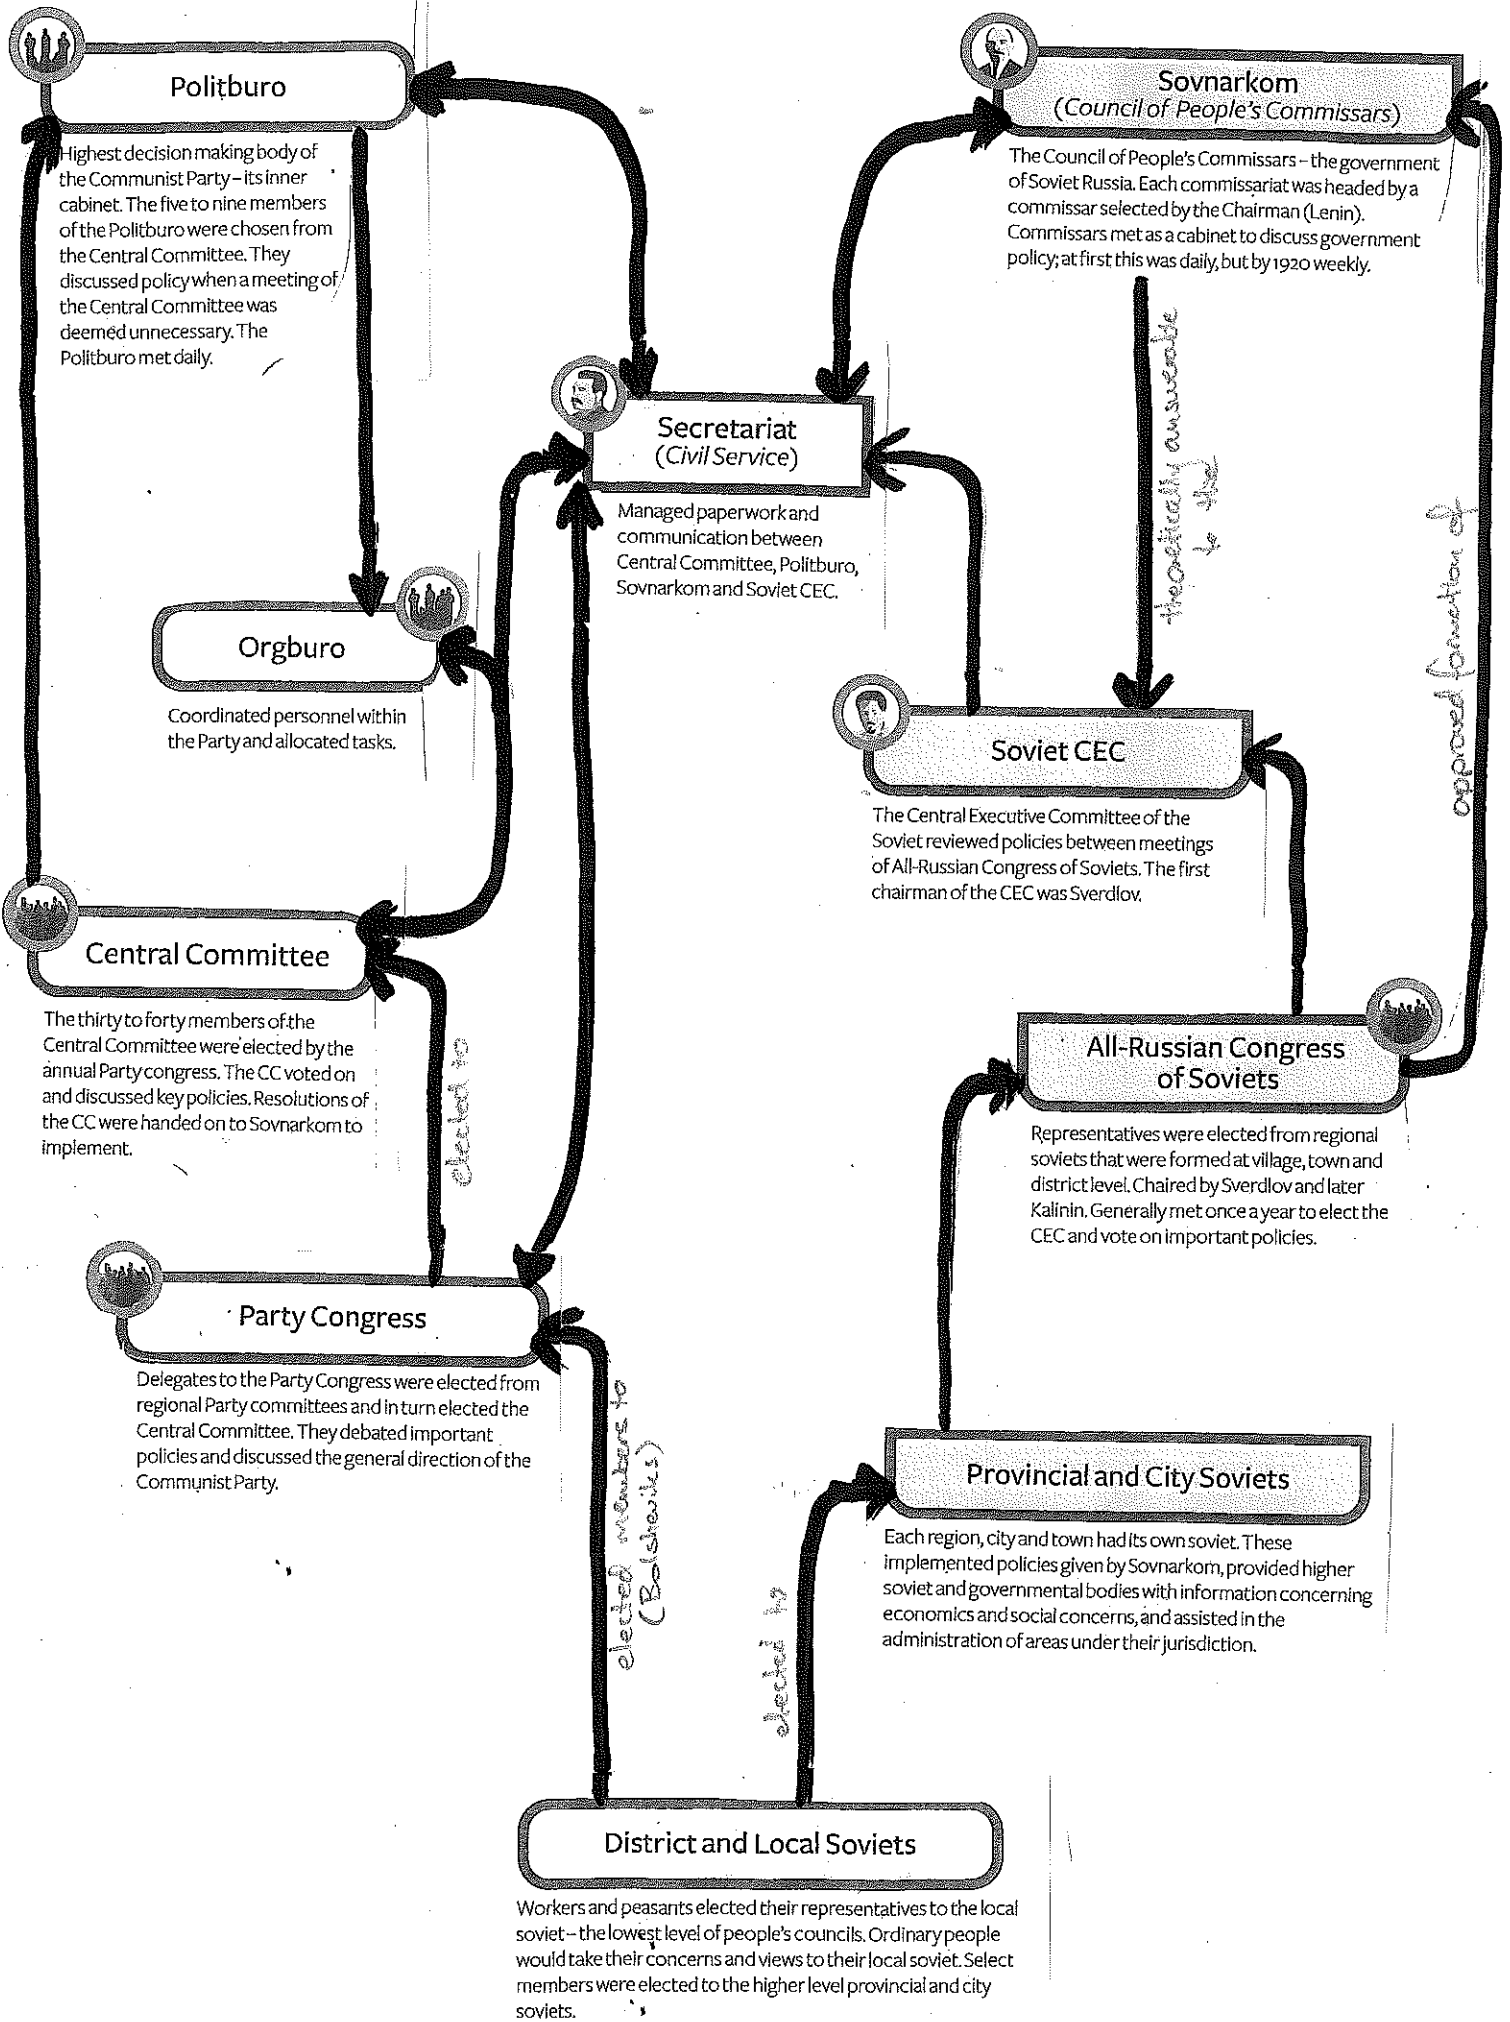 Politburo
Highest decision making body of
the Communist Party – its inner
cabinet. The five to nine members
of the Politburo were chosen from
the Central Committee. They
discussed policy when a meeting of
the Central Committee was
deemed unnecessary. The
Politburo met daily.
Sovnarkom
(Council of People's Commissars)
The Council of People's Commissars – the government
of Soviet Russia. Each commissariat was headed by a
commissar selected by the Chairman (Lenin).
Commissars met as a cabinet to discuss government
policy; at first this was daily, but by 1920 weekly.
theoretically answerable
to the
approved formation of
Secretariat
(Civil Service)
Managed paperwork and
communication between
Central Committee, Politburo,
Sovnarkom and Soviet CEC.
Orgburo
Coordinated personnel within
the Party and allocated tasks.
Soviet CEC
The Central Executive Committee of the
Soviet reviewed policies between meetings
of All-Russian Congress of Soviets. The first
chairman of the CEC was Sverdlov.
Central Committee
The thirty to forty members of the
Central Committee were elected by the
annual Party congress. The CC voted on
and discussed key policies. Resolutions of
the CC were handed on to Sovnarkom to
implement.
elected to
All-Russian Congress
of Soviets
Representatives were elected from regional
soviets that were formed at village, town and
district level. Chaired by Sverdlov and later
Kalinin. Generally met once a year to elect the
CEC and vote on important policies.
Party Congress
Delegates to the Party Congress were elected from
regional Party committees and in turn elected the
Central Committee. They debated important
policies and discussed the general direction of the
Communist Party.
elected members to
(Bolsheviks)
Provincial and City Soviets
Each region, city and town had its own soviet. These
implemented policies given by Sovnarkom, provided higher
soviet and governmental bodies with information concerning
economics and social concerns, and assisted in the
administration of areas under their jurisdiction.
elected to
District and Local Soviets
Workers and peasants elected their representatives to the local
soviet – the lowest level of people's councils. Ordinary people
would take their concerns and views to their local soviet. Select
members were elected to the higher level provincial and city
soviets.